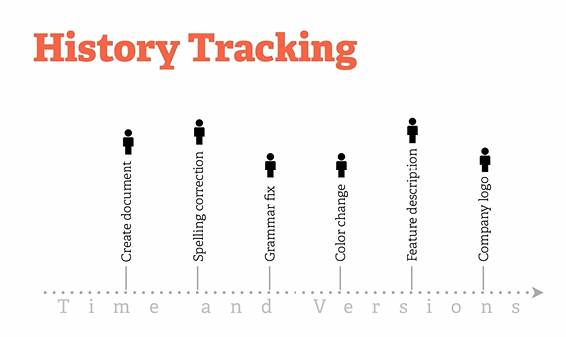 History Tracking
Create document
Spelling correction
Grammar fix
Color change
Feature description
Company logo
Time and Versions